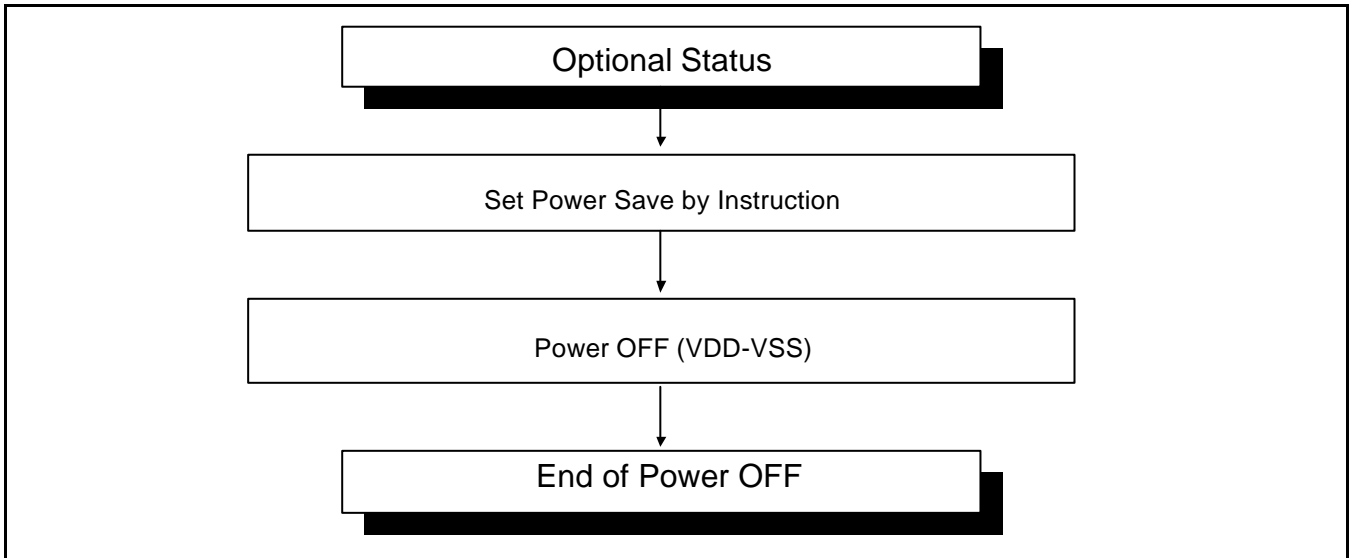 Optional Status
Set Power Save by Instruction
Power OFF (VDD-VSS)
End of Power OFF